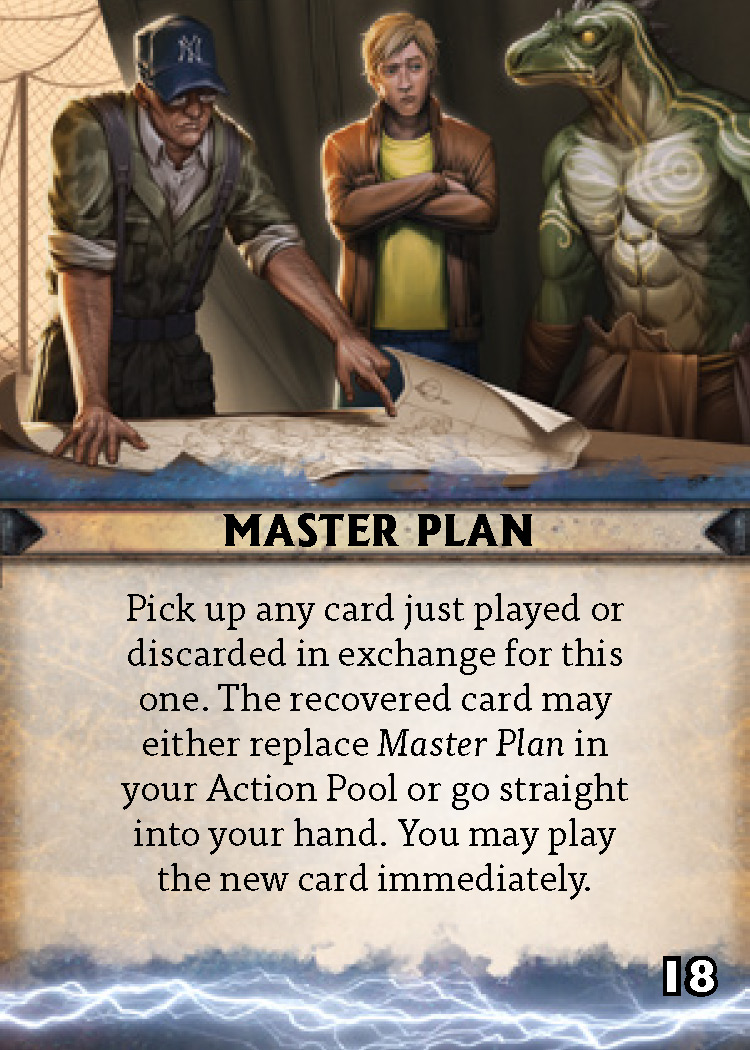 NY
MASTER PLAN
Pick up any card just played or
discarded in exchange for this
one. The recovered card may
either replace Master Plan in
your Action Pool or go straight
into your hand. You may play
the new card immediately.
18